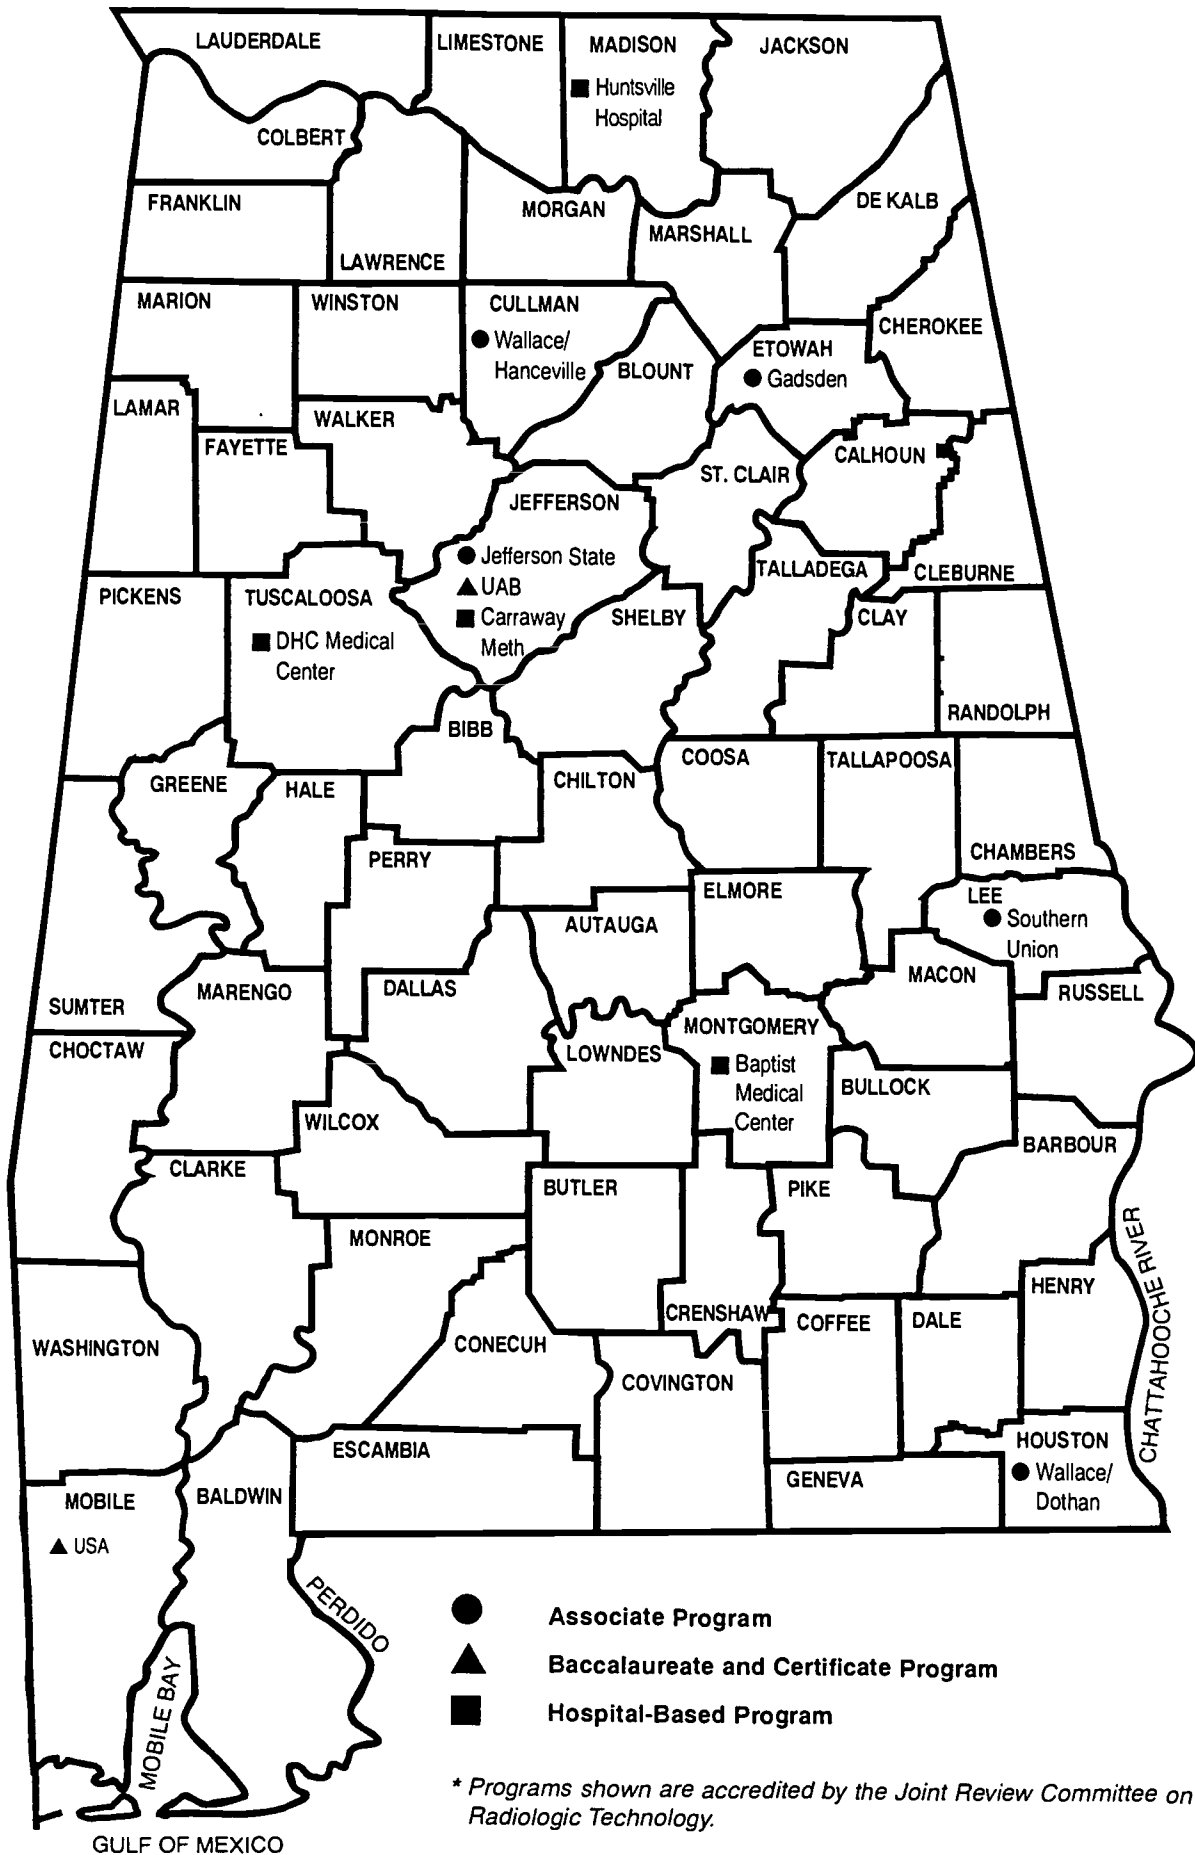 LAUDERDALE
LIMESTONE
MADISON
JACKSON
Huntsville
Hospital
COLBERT
FRANKLIN
LAWRENCE
MORGAN
MARSHALL
DE KALB
MARION
WINSTON
CULLMAN
Wallace/
Hanceville
BLOUNT
ETOWAH
Gadsden
CHEROKEE
LAMAR
FAYETTE
WALKER
JEFFERSON
Jefferson State
UAB
Carraway
Meth
ST. CLAIR
CALHOUN
TALLADEGA
CLEBURNE
PICKENS
TUSCALOOSA
DHC Medical
Center
SHELBY
CLAY
RANDOLPH
BIBB
GREENE
HALE
CHILTON
COOSA
TALLAPOOSA
CHAMBERS
PERRY
AUTAUGA
ELMORE
LEE
Southern
Union
SUMTER
MARENGO
DALLAS
MACON
RUSSELL
CHOCTAW
LOWNDES
MONTGOMERY
Baptist
Medical
Center
BULLOCK
BARBOUR
WILCOX
CLARKE
BUTLER
PIKE
MONROE
CONECUH
CRENSHAW
COFFEE
DALE
HENRY
CHATTAHOOCHE RIVER
WASHINGTON
COVINGTON
ESCAMBIA
GENEVA
HOUSTON
Wallace/
Dothan
MOBILE
USA
BALDWIN
PERDIDO
MOBILE BAY
GULF OF MEXICO
Associate Program
Baccalaureate and Certificate Program
Hospital-Based Program
* Programs shown are accredited by the Joint Review Committee on
Radiologic Technology.